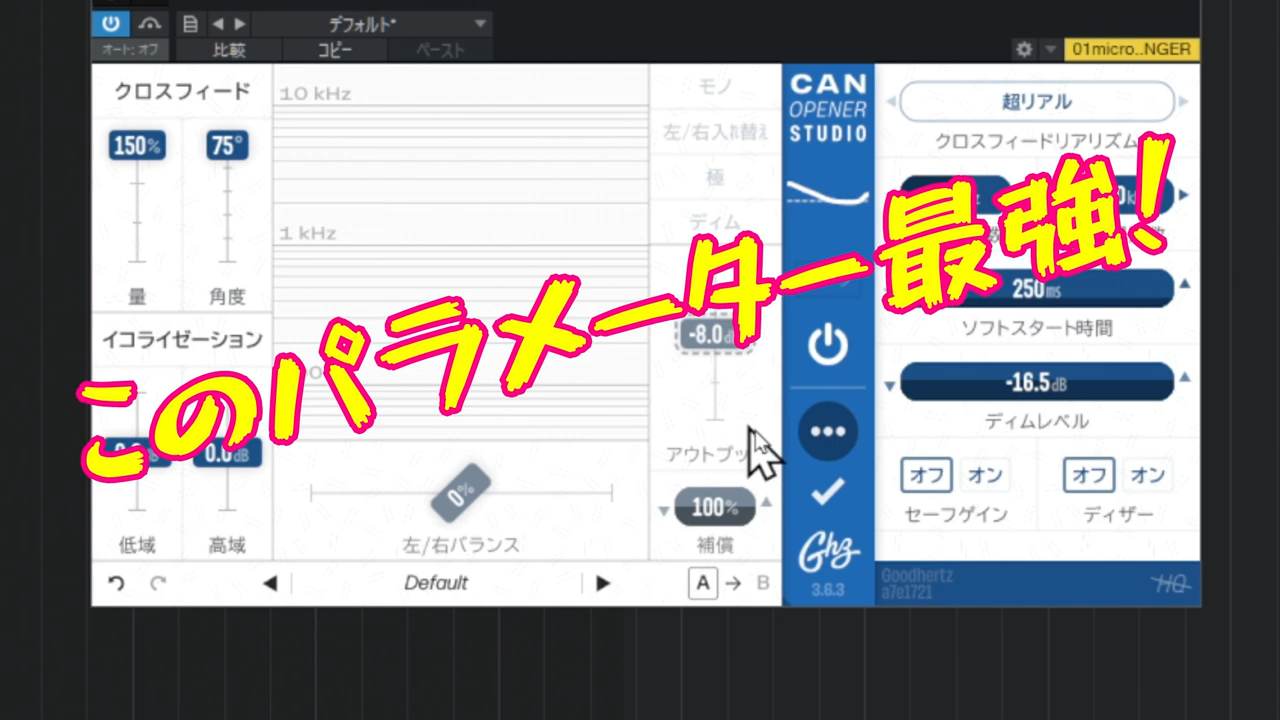 デフォルト*
オート: オフ
比較
コピー
ペースト
01micro..NGER
クロスフィード
150%
75°
量
角度
イコライゼーション
0.0dB
低域
高域
10 kHz
1 kHz
0%
左/右バランス
モノ
左/右入れ替え
極
ディム
-8.0
アウトプッ
100%
補償
Default
A → B
CAN
OPENER
STUDIO
Ghz
3.6.3
超リアル
クロスフィードリアリズム
250ms
ソフトスタート時間
-16.5dB
ディムレベル
オフ オン
セーフゲイン
オフ オン
ディザー
Goodhertz
a7e1721
HQ
このパラメーター最強!